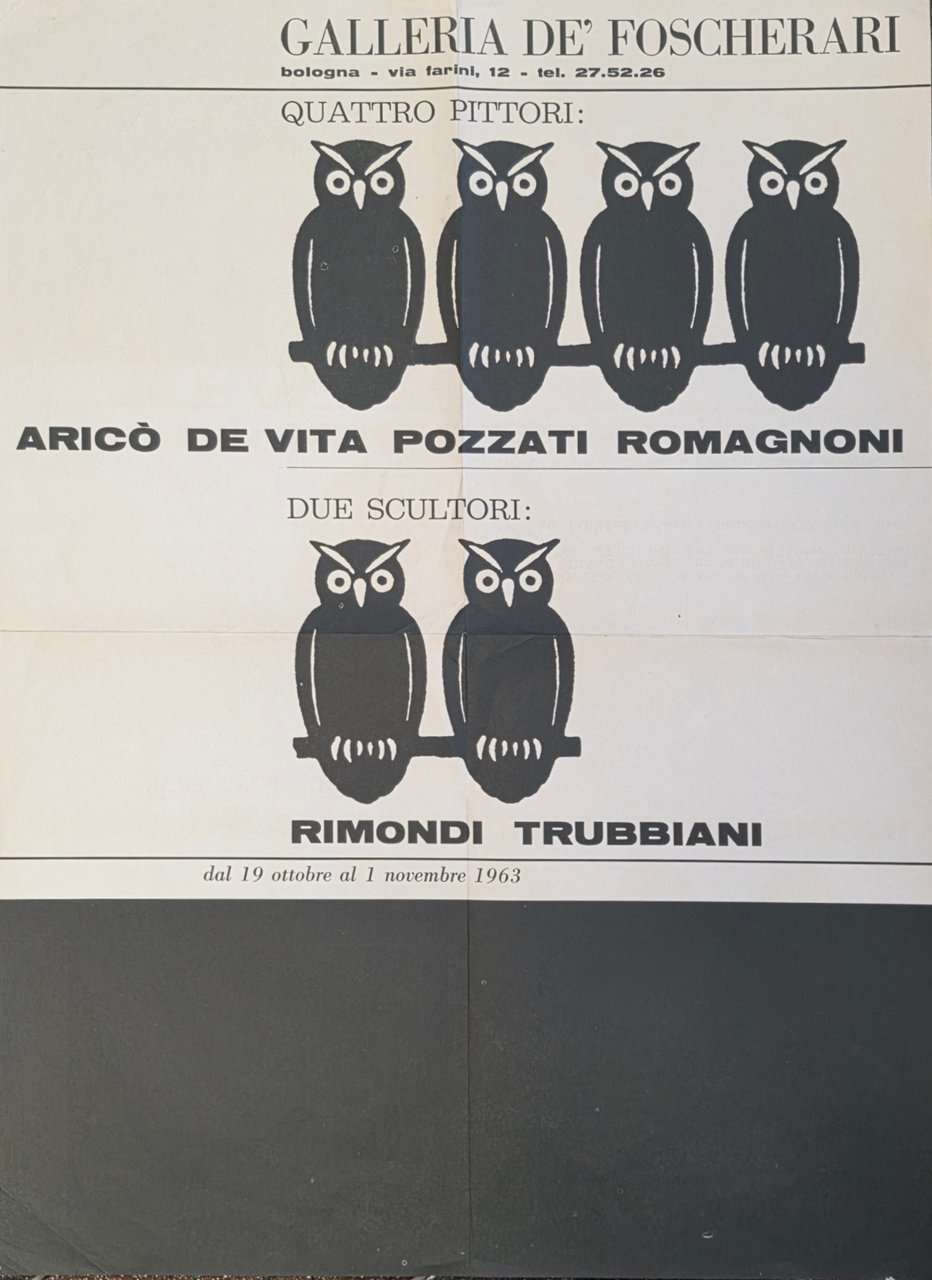 GALLERIA DE' FOSCHERARI
bologna - via farini, 12 - tel. 27.52.26
QUATTRO PITTORI:
ARICÒ DE VITA POZZATI ROMAGNONI
DUE SCULTORI:
RIMONDI TRUBBIANI
dal 19 ottobre al 1 novembre 1963